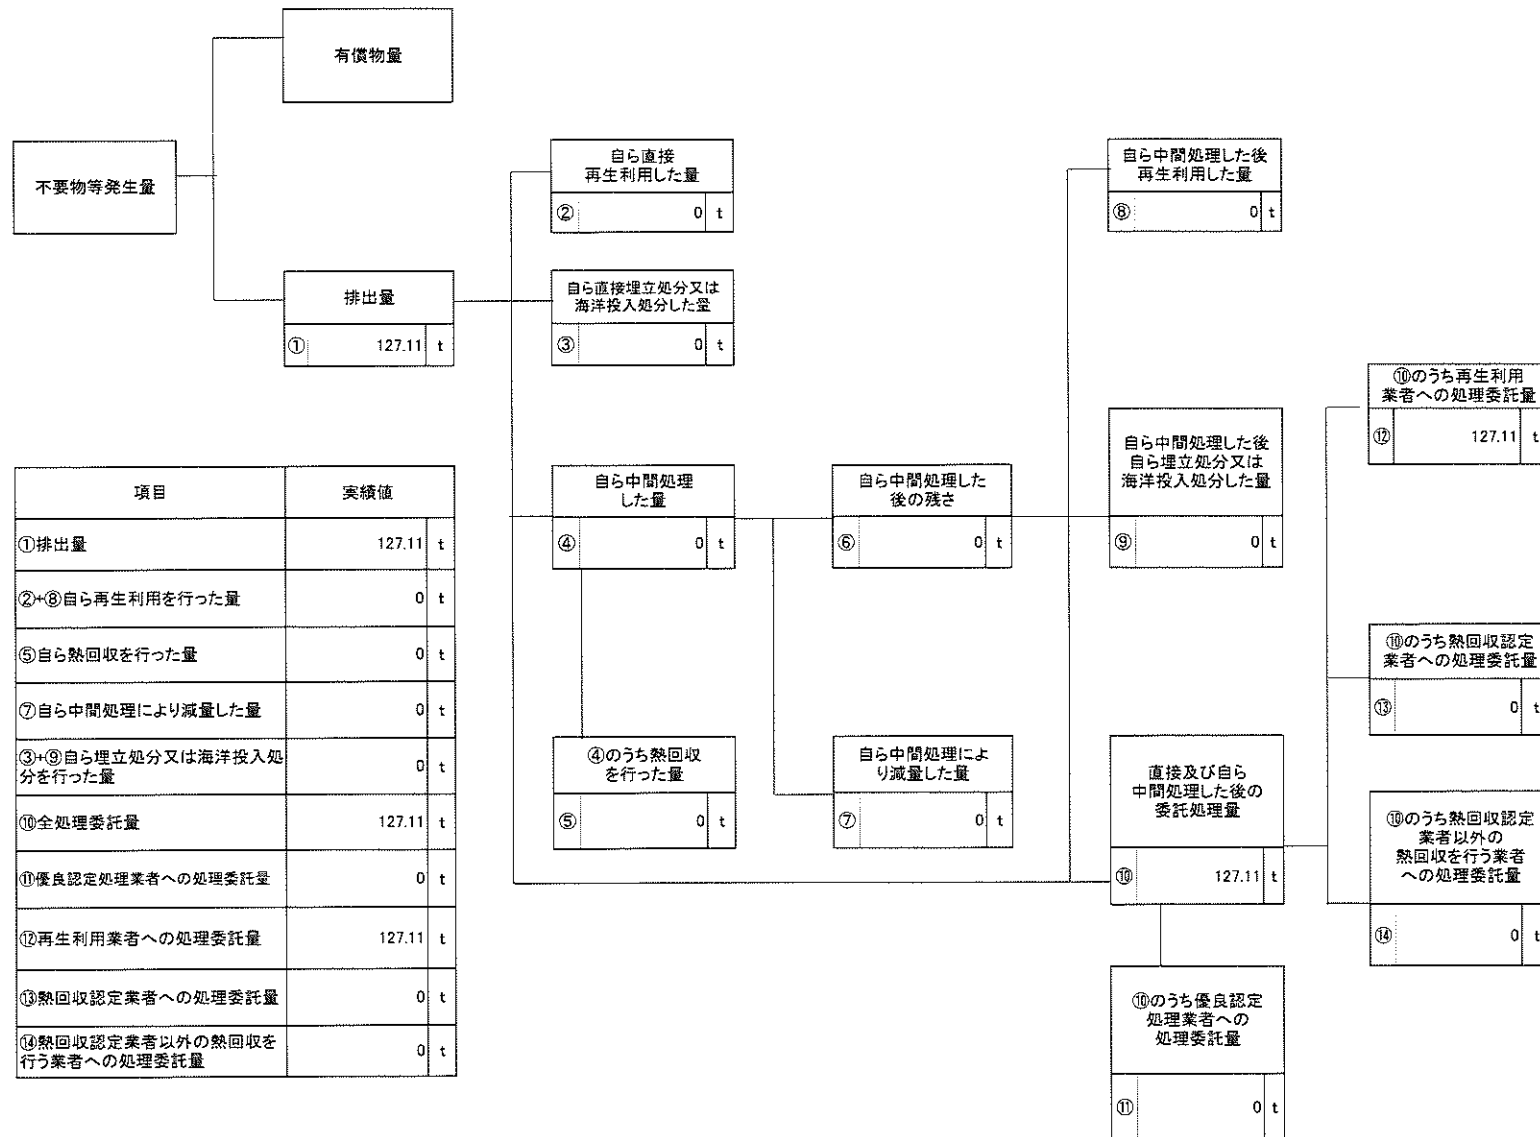 有償物量
不要物等発生量
排出量
① 127.11 t
自ら直接
再生利用した量
② 0 t
自ら直接埋立処分又は
海洋投入処分した量
③ 0 t
自ら中間処理
した量
④ 0 t
④のうち熱回収
を行った量
⑤ 0 t
自ら中間処理した
後の残さ
⑥ 0 t
自ら中間処理によ
り減量した量
⑦ 0 t
自ら中間処理した後
再生利用した量
⑧ 0 t
自ら中間処理した後
自ら埋立処分又は
海洋投入処分した量
⑨ 0 t
直接及び自ら
中間処理した後の
委託処理量
⑩ 127.11 t
⑩のうち優良認定
処理業者への
処理委託量
⑪ 0 t
⑩のうち再生利用
業者への処理委託量
⑫ 127.11 t
⑩のうち熱回収認定
業者への処理委託量
⑬ 0 t
⑩のうち熱回収認定
業者以外の
熱回収を行う業者
への処理委託量
⑭ 0 t
項目 実績値
①排出量 127.11 t
②+⑧自ら再生利用を行った量 0 t
⑤自ら熱回収を行った量 0 t
⑦自ら中間処理により減量した量 0 t
③+⑨自ら埋立処分又は海洋投入処
分を行った量 0 t
⑩全処理委託量 127.11 t
⑪優良認定処理業者への処理委託量 0 t
⑫再生利用業者への処理委託量 127.11 t
⑬熱回収認定業者への処理委託量 0 t
⑭熱回収認定業者以外の熱回収を
行う業者への処理委託量 0 t